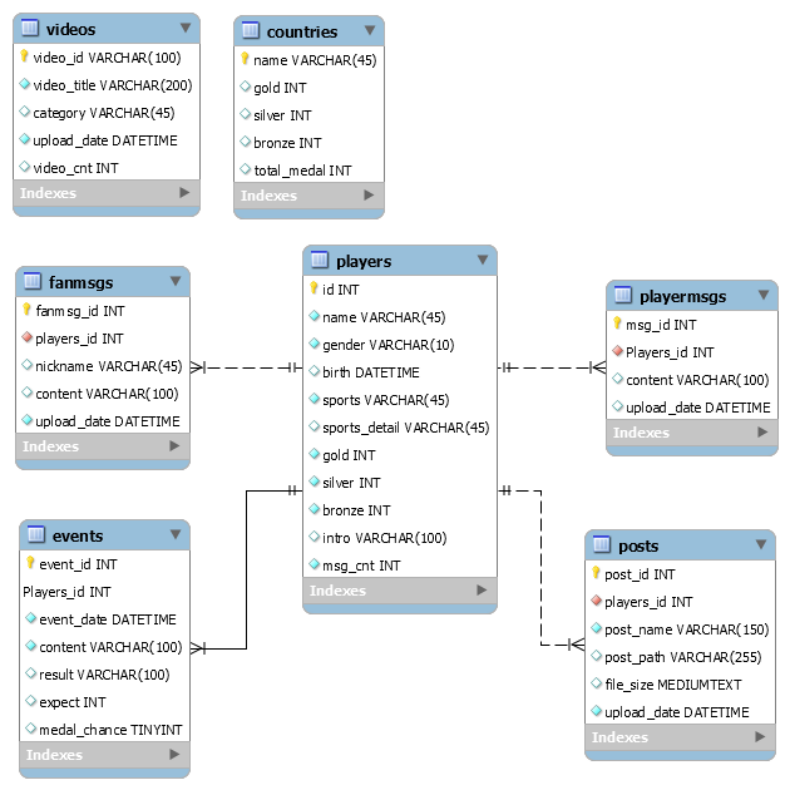 videos
video_id VARCHAR(100)
video_title VARCHAR(200)
category VARCHAR(45)
upload_date DATETIME
video_cnt INT
Indexes
countries
name VARCHAR(45)
gold INT
silver INT
bronze INT
total_medal INT
Indexes
fanmsgs
fanmsg_id INT
players_id INT
nickname VARCHAR(45)
content VARCHAR(100)
upload_date DATETIME
Indexes
players
id INT
name VARCHAR(45)
gender VARCHAR(10)
birth DATETIME
sports VARCHAR(45)
sports_detail VARCHAR(45)
gold INT
silver INT
bronze INT
intro VARCHAR(100)
msg_cnt INT
Indexes
playermsgs
msg_id INT
Players_id INT
content VARCHAR(100)
upload_date DATETIME
Indexes
events
event_id INT
Players_id INT
event_date DATETIME
content VARCHAR(100)
result VARCHAR(100)
expect INT
medal_chance TINYINT
Indexes
posts
post_id INT
players_id INT
post_name VARCHAR(150)
post_path VARCHAR(255)
file_size MEDIUMTEXT
upload_date DATETIME
Indexes